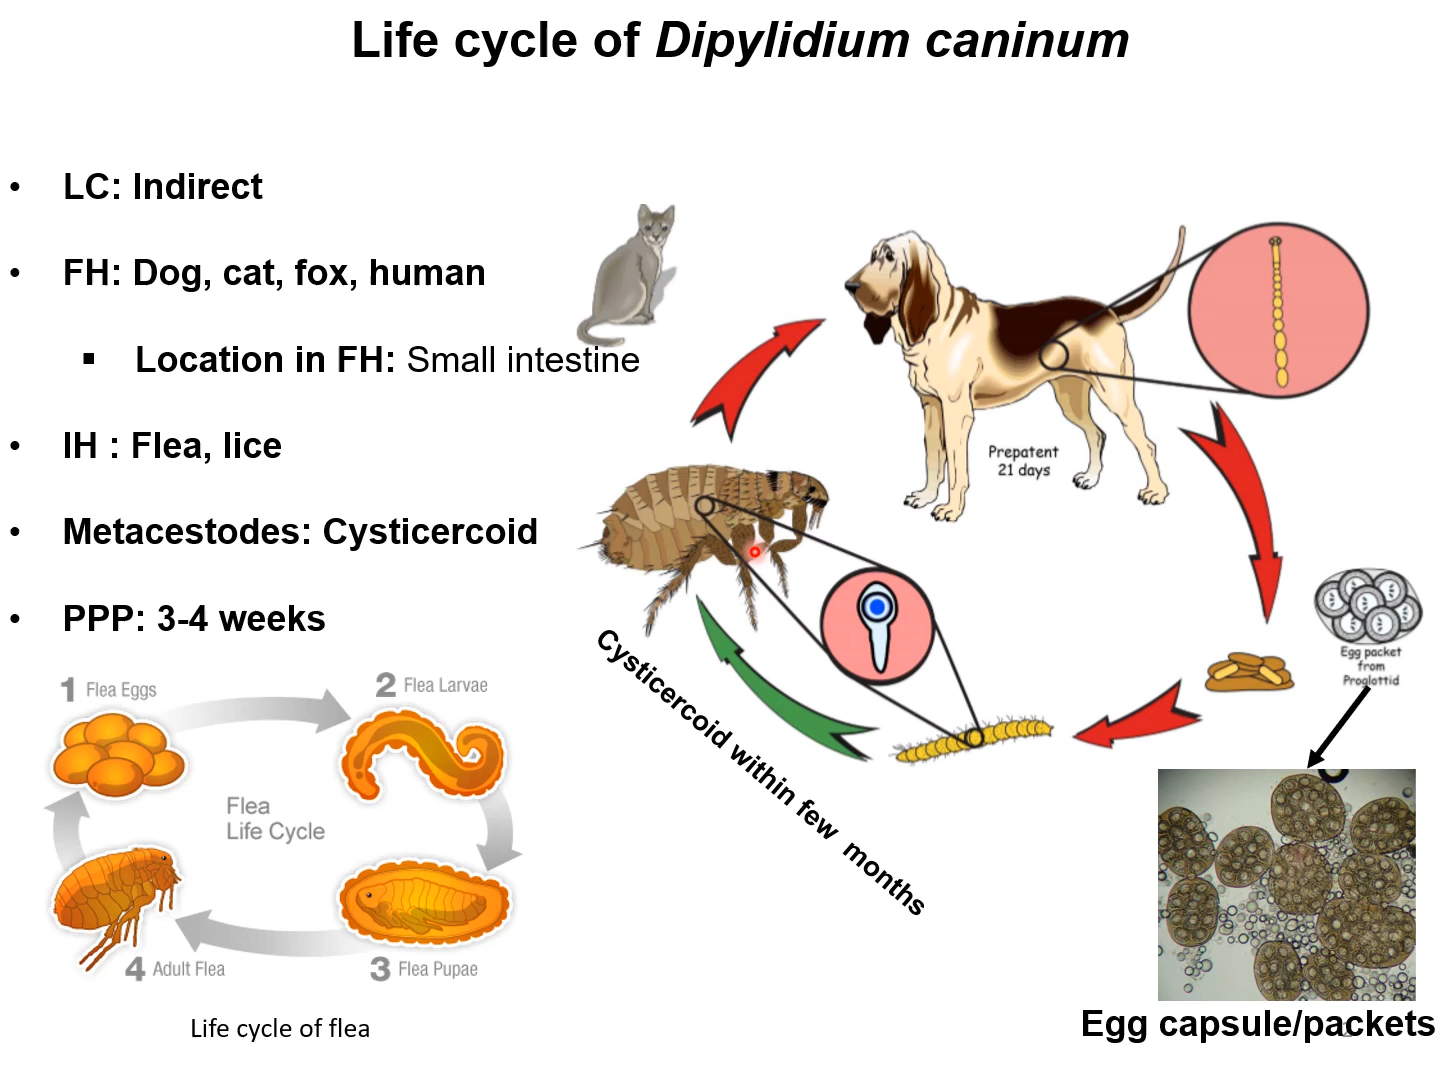 Life cycle of Dipylidium caninum
• LC: Indirect
• FH: Dog, cat, fox, human
▪ Location in FH: Small intestine
• IH : Flea, lice
• Metacestodes: Cysticercoid
• PPP: 3-4 weeks
Prepatent
21 days
Egg packet
from
Proglottid
Cysticercoid within few months
1 Flea Eggs
2 Flea Larvae
Flea
Life Cycle
4 Adult Flea
3 Flea Pupae
Life cycle of flea
Egg capsule/packets